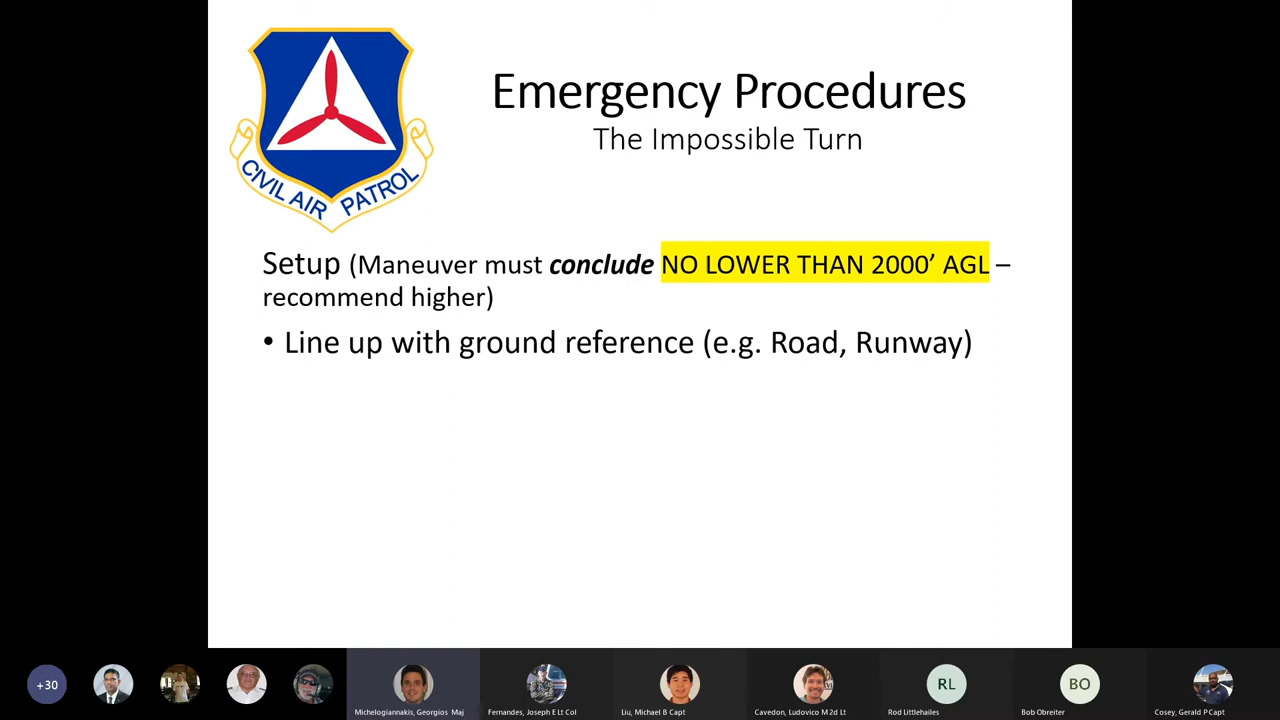 CIVIL AIR PATROL
Emergency Procedures
The Impossible Turn
Setup (Maneuver must conclude NO LOWER THAN 2000’ AGL –
recommend higher)
• Line up with ground reference (e.g. Road, Runway)
+30
RL
BO
Michelogiannakis, Georgios Maj
Fernandes, Joseph E Lt Col
Liu, Michael B Capt
Cavedon, Ludovico M 2d Lt
Rod Littlehailes
Bob Obreiter
Cosey, Gerald P Capt